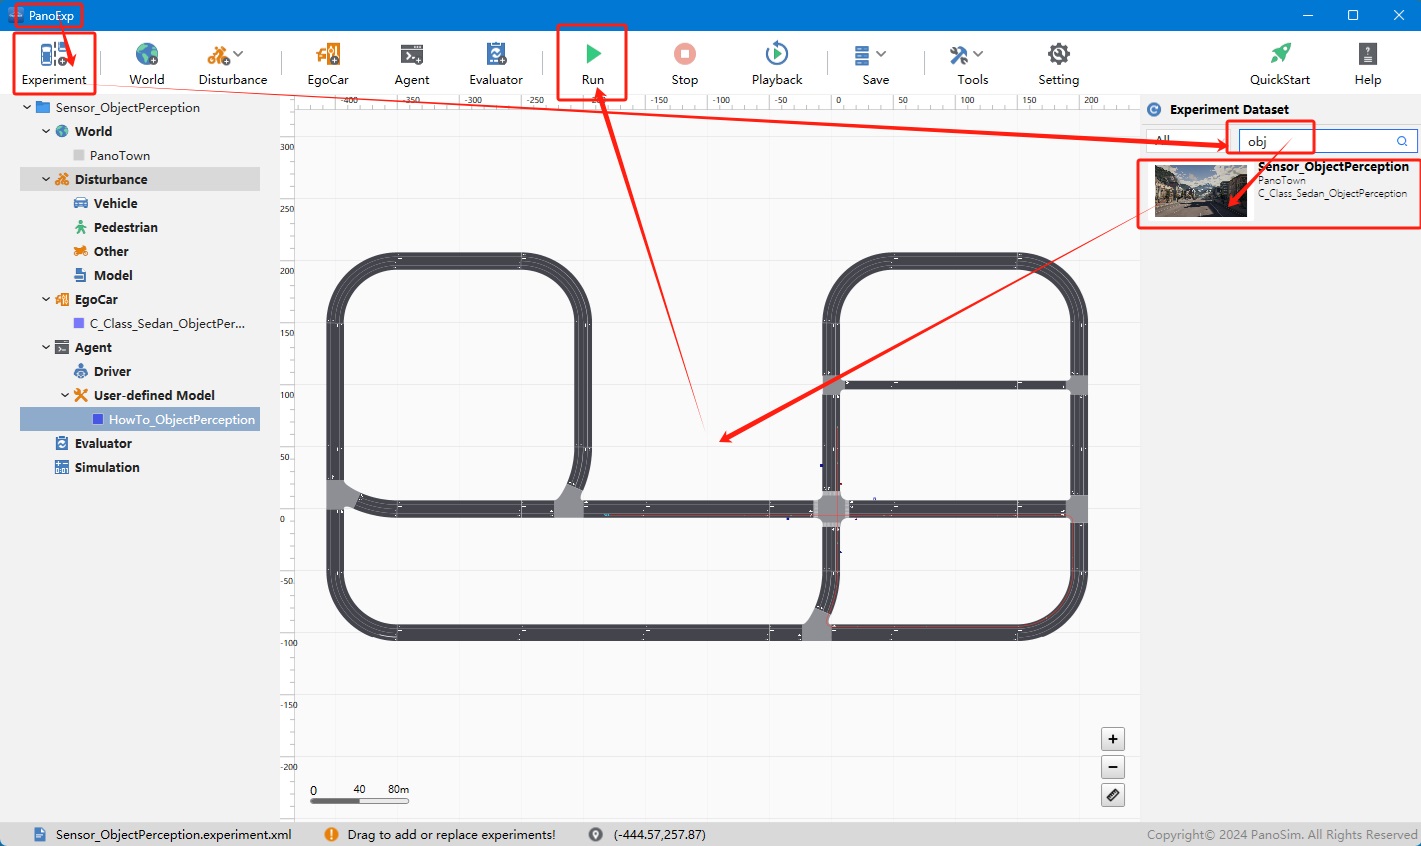 PanoExp
Experiment
World
Disturbance
EgoCar
Agent
Evaluator
Run
Stop
Playback
Save
Tools
Setting
QuickStart
Help
Sensor_ObjectPerception
World
PanoTown
Disturbance
Vehicle
Pedestrian
Other
Model
EgoCar
C_Class_Sedan_ObjectPer...
Agent
Driver
User-defined Model
HowTo_ObjectPerception
Evaluator
Simulation
-400 -350 -300 -250 -200 -150 -100 -50 0 50 100 150 200
300
250
200
150
100
50
0
-50
-100
-150
-200
0 40 80m
+
−
Experiment Dataset
All
obj
Sensor_ObjectPerception
PanoTown
C_Class_Sedan_ObjectPerception
Sensor_ObjectPerception.experiment.xml
Drag to add or replace experiments!
(-444.57,257.87)
Copyright© 2024 PanoSim. All Rights Reserved